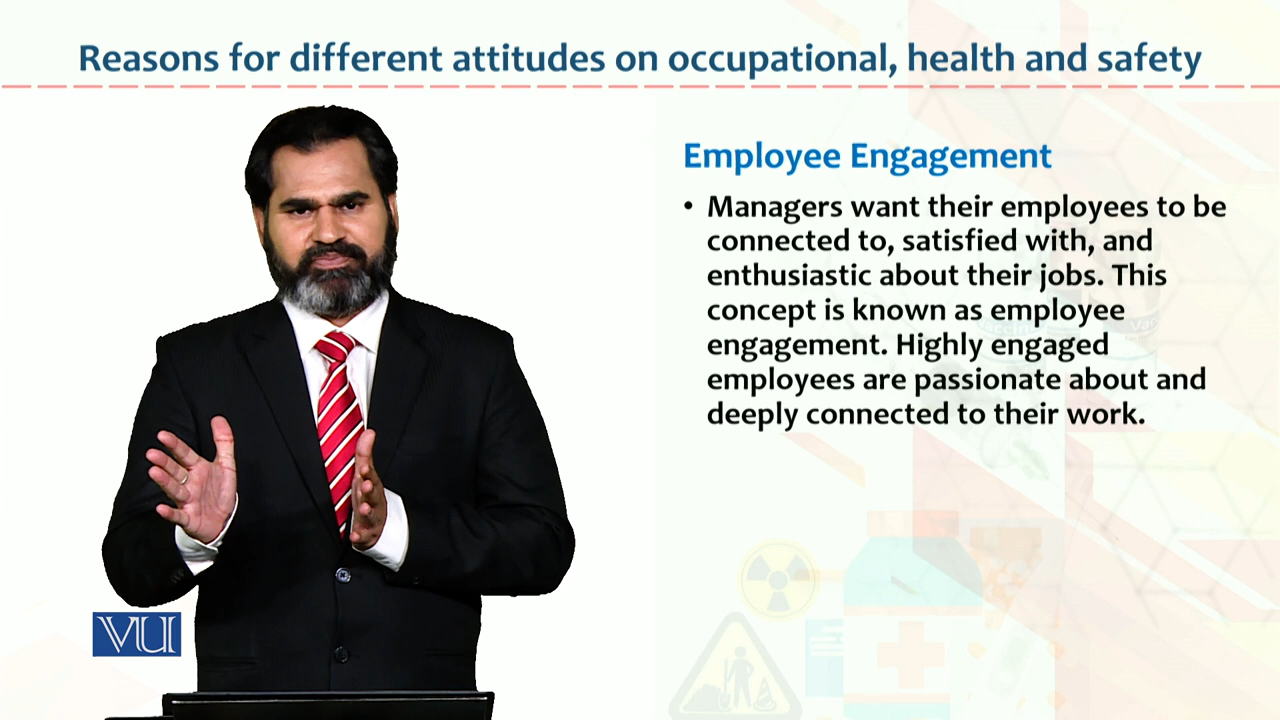 Reasons for different attitudes on occupational, health and safety
Employee Engagement
• Managers want their employees to be
connected to, satisfied with, and
enthusiastic about their jobs. This
concept is known as employee
engagement. Highly engaged
employees are passionate about and
deeply connected to their work.
VU